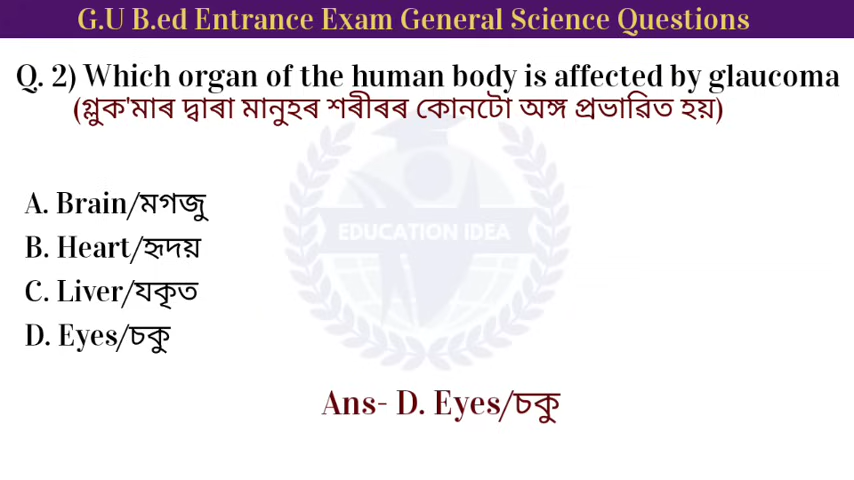 G.U B.ed Entrance Exam General Science Questions
Q. 2) Which organ of the human body is affected by glaucoma
(গ্লুক'মাৰ দ্বাৰা মানুহৰ শৰীৰৰ কোনটো অঙ্গ প্ৰভাৱিত হয়)
EDUCATION IDEA
A. Brain/মগজু
B. Heart/হৃদয়
C. Liver/যকৃত
D. Eyes/চকু
Ans- D. Eyes/চকু